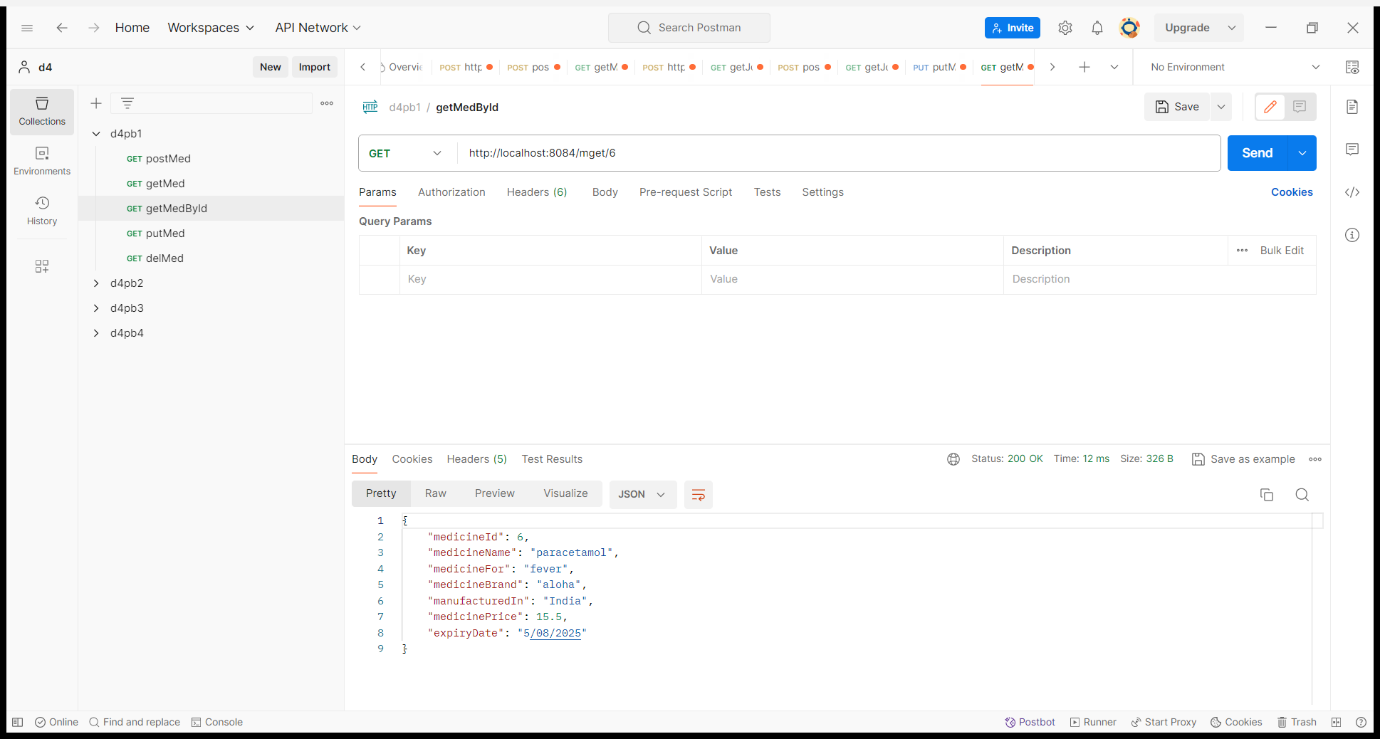 Home Workspaces API Network Search Postman Invite Upgrade
d4 New Import Overvie POST http POST pos GET getM POST http GET getJ POST pos GET getJ PUT putM GET getM No Environment
Collections
Environments
History
d4pb1
GET postMed
GET getMed
GET getMedById
GET putMed
GET delMed
d4pb2
d4pb3
d4pb4
HTTP d4pb1 / getMedById Save
GET http://localhost:8084/mget/6 Send
Params Authorization Headers (6) Body Pre-request Script Tests Settings Cookies
Query Params
Key Value Description Bulk Edit
Key Value Description
Body Cookies Headers (5) Test Results Status: 200 OK Time: 12 ms Size: 326 B Save as example
Pretty Raw Preview Visualize JSON
1 {
2 "medicineId": 6,
3 "medicineName": "paracetamol",
4 "medicineFor": "fever",
5 "medicineBrand": "aloha",
6 "manufacturedIn": "India",
7 "medicinePrice": 15.5,
8 "expiryDate": "5/08/2025"
9 }
Online Find and replace Console Postbot Runner Start Proxy Cookies Trash